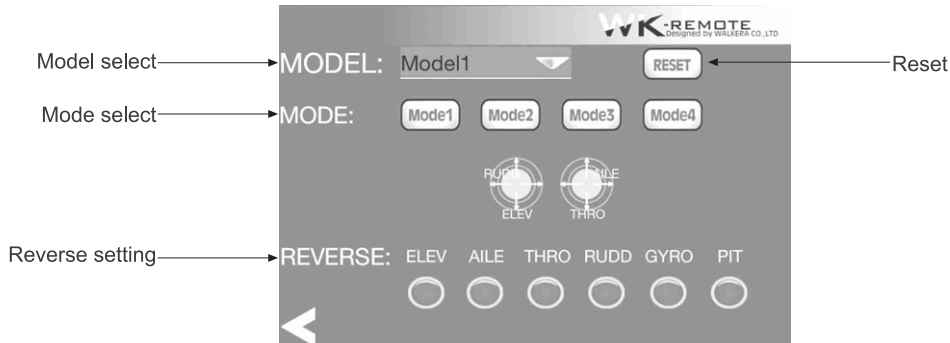 WK-REMOTE
Designed by WALKERA CO.,LTD
Model select MODEL: Model1 RESET Reset
Mode select MODE: Mode1 Mode2 Mode3 Mode4
RUDD AILE
ELEV THRO
Reverse setting REVERSE: ELEV AILE THRO RUDD GYRO PIT